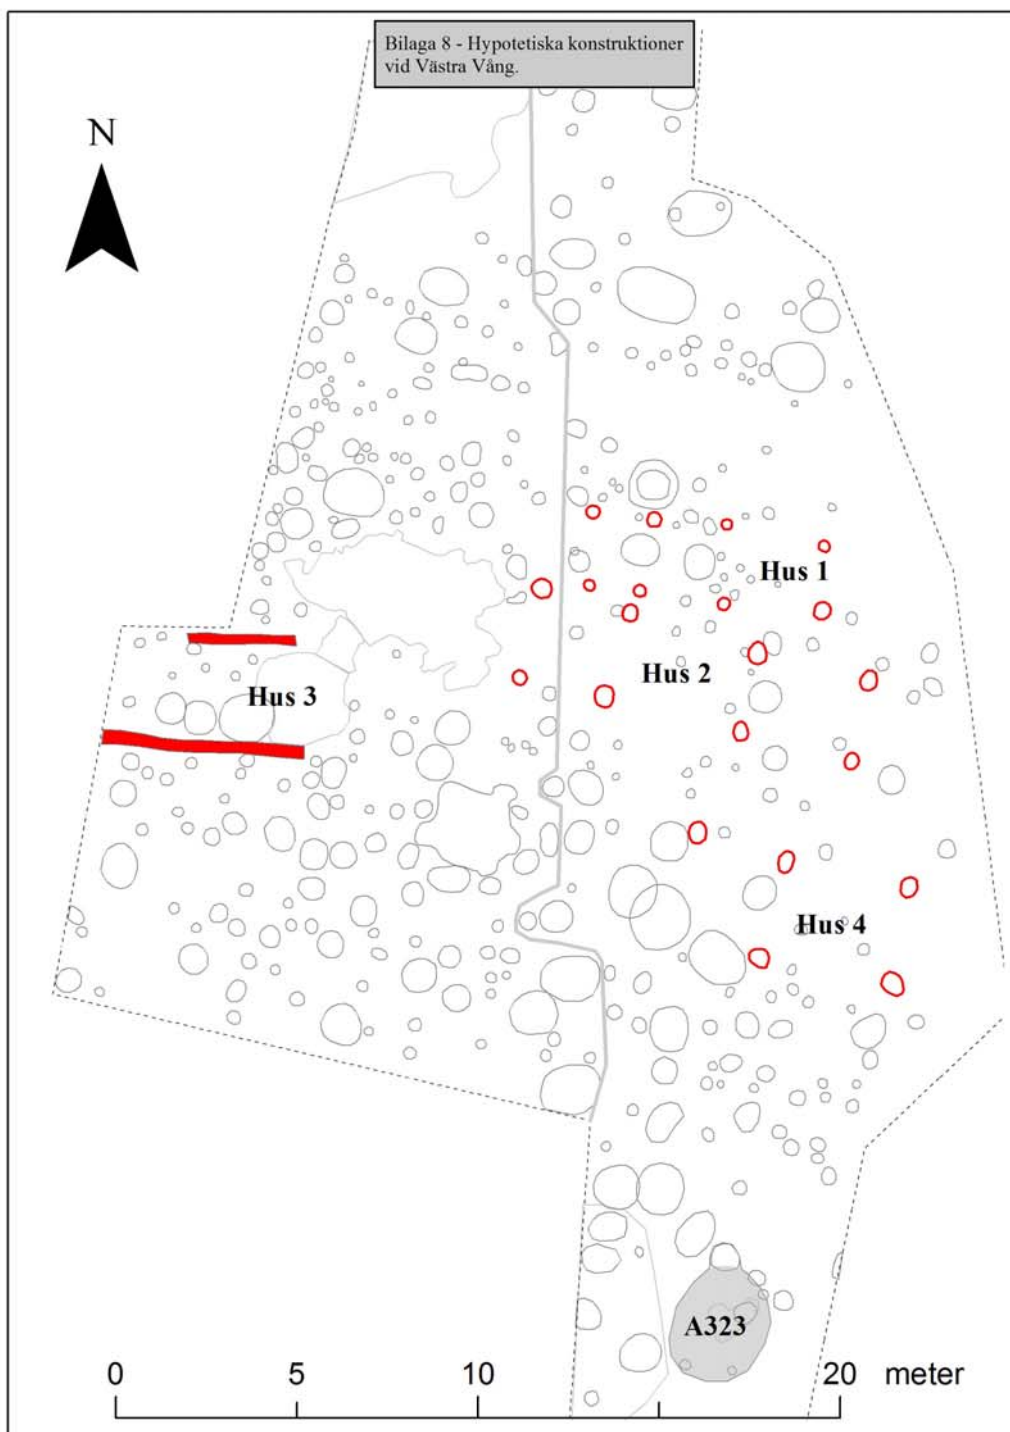 Bilaga 8 - Hypotetiska konstruktioner
vid Västra Vång.
N
Hus 1
Hus 2
Hus 3
Hus 4
A323
0 5 10 20 meter